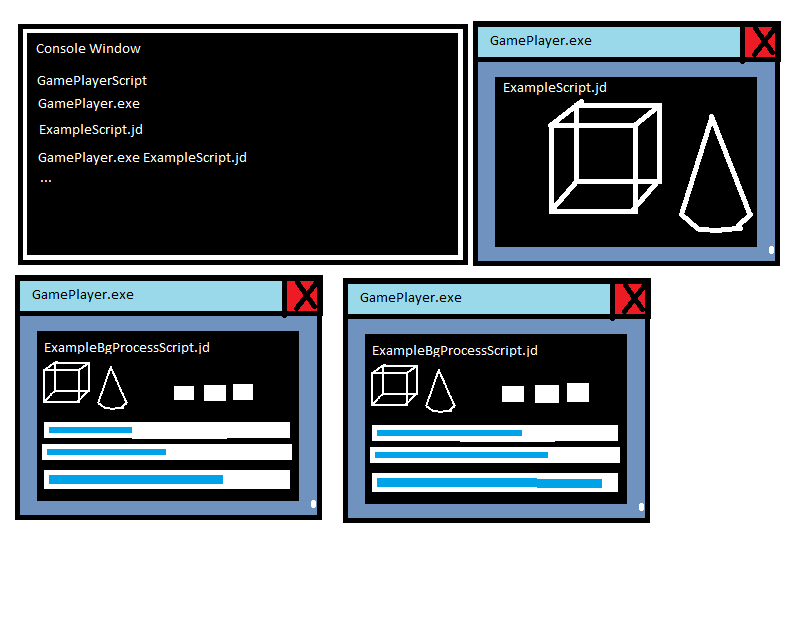 Console Window
GamePlayerScript
GamePlayer.exe
ExampleScript.jd
GamePlayer.exe ExampleScript.jd
...
GamePlayer.exe
X
ExampleScript.jd
GamePlayer.exe
X
ExampleBgProcessScript.jd
GamePlayer.exe
X
ExampleBgProcessScript.jd